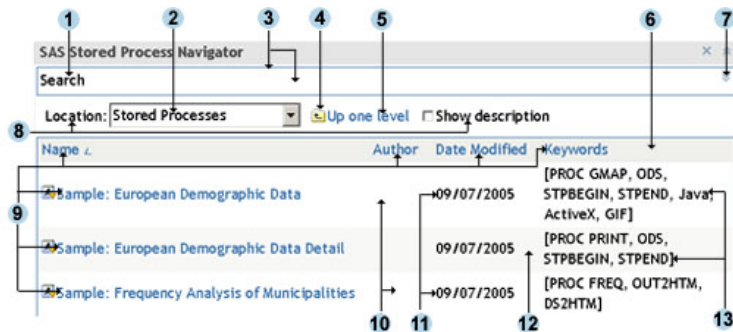 1 2 3 4 5 6 7
SAS Stored Process Navigator
Search
Location: Stored Processes Up one level Show description
8
Name Author Date Modified Keywords
Sample: European Demographic Data 09/07/2005 [PROC GMAP, ODS,
STPBEGIN, STPEND, Java,
ActiveX, GIF]
9
Sample: European Demographic Data Detail 09/07/2005 [PROC PRINT, ODS,
STPBEGIN, STPEND]
Sample: Frequency Analysis of Municipalities 09/07/2005 [PROC FREQ, OUT2HTM,
DS2HTM]
10 11 12 13